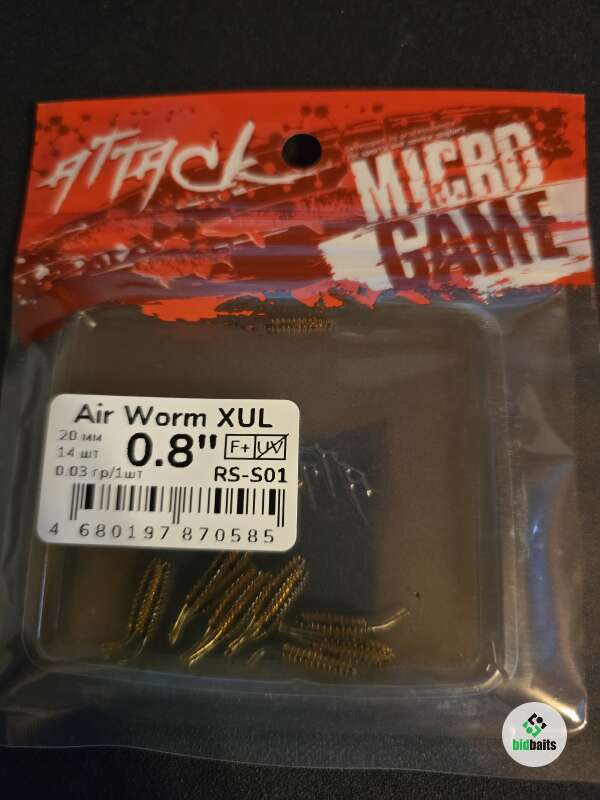 ATTACK
MICRO
GAME
Air Worm XUL
20 мм
14 шт
0.03 гр/1шт
0.8"
F+ UV
RS-S01
4 680197 870585
bidbaits